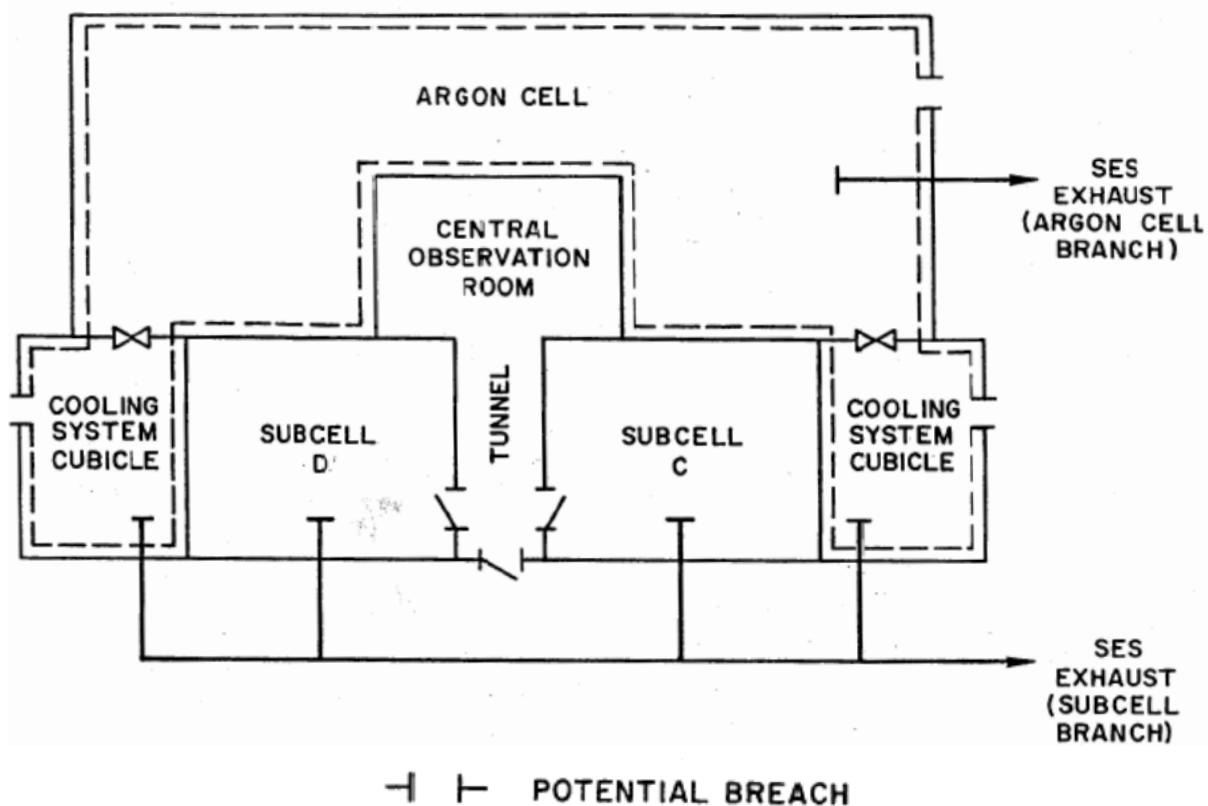 ARGON CELL
SES
EXHAUST
(ARGON CELL
BRANCH)
CENTRAL
OBSERVATION
ROOM
COOLING
SYSTEM
CUBICLE
SUBCELL
D
TUNNEL
SUBCELL
C
COOLING
SYSTEM
CUBICLE
SES
EXHAUST
(SUBCELL
BRANCH)
POTENTIAL BREACH